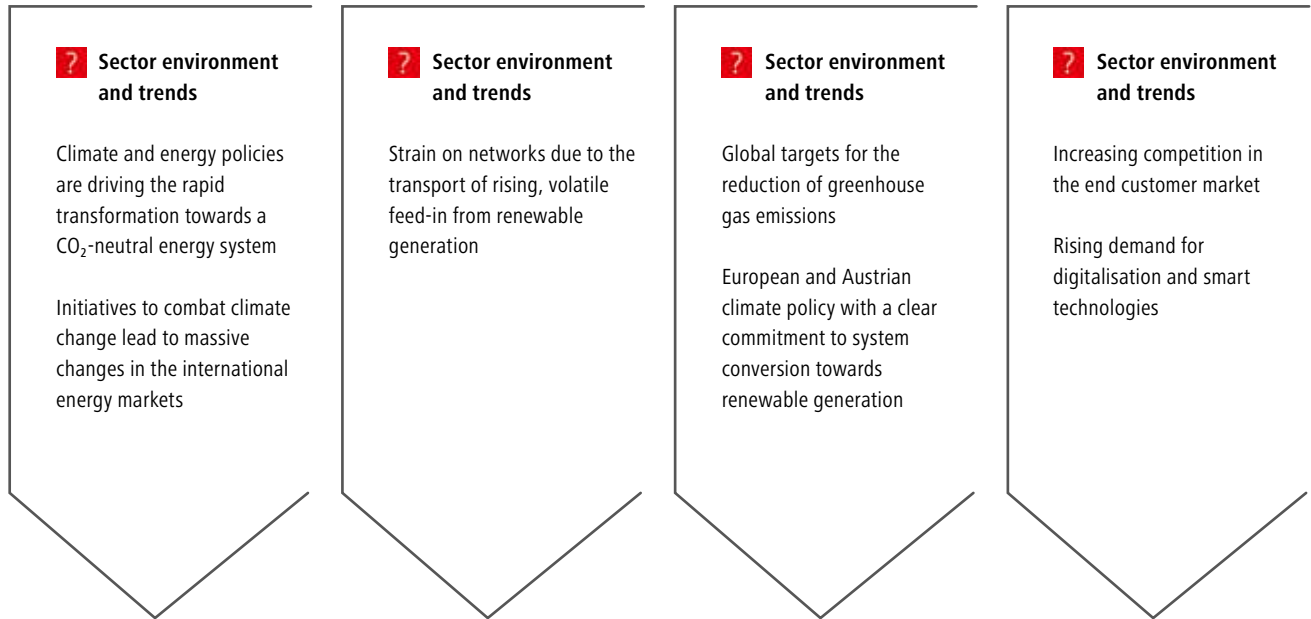 ? Sector environment
and trends
Climate and energy policies
are driving the rapid
transformation towards a
CO₂-neutral energy system
Initiatives to combat climate
change lead to massive
changes in the international
energy markets
? Sector environment
and trends
Strain on networks due to the
transport of rising, volatile
feed-in from renewable
generation
? Sector environment
and trends
Global targets for the
reduction of greenhouse
gas emissions
European and Austrian
climate policy with a clear
commitment to system
conversion towards
renewable generation
? Sector environment
and trends
Increasing competition in
the end customer market
Rising demand for
digitalisation and smart
technologies